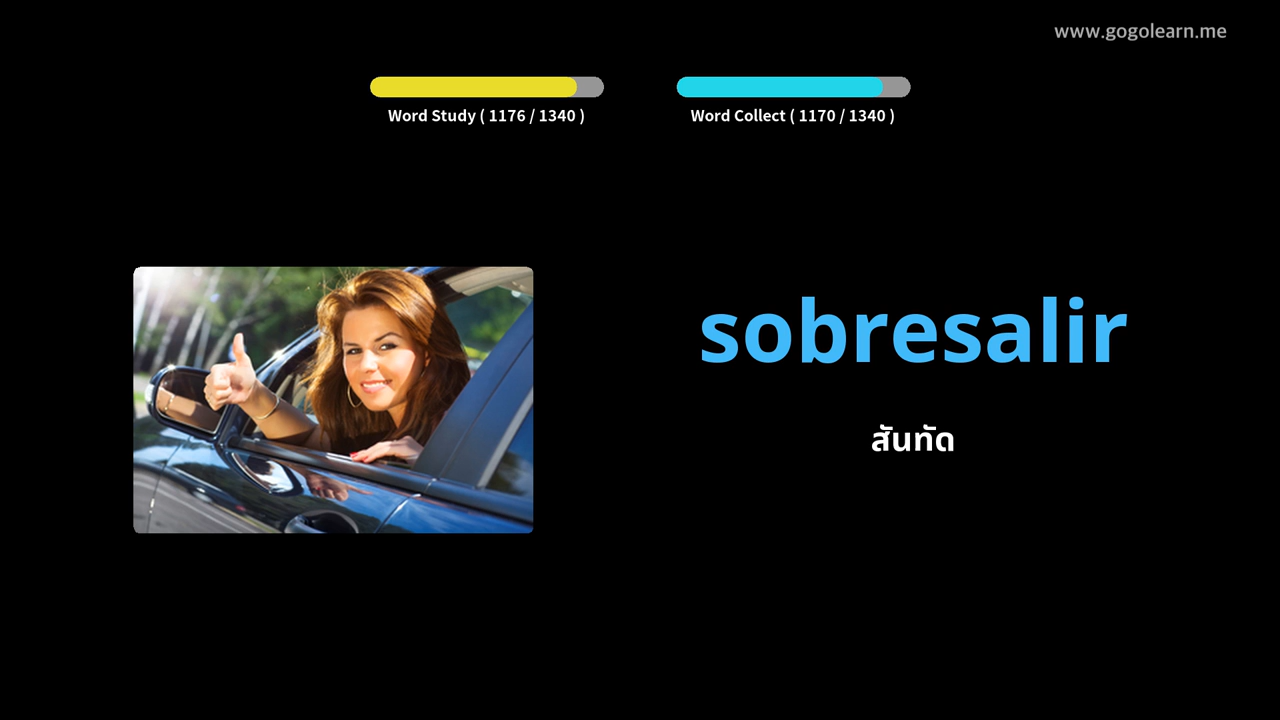 www.gogolearn.me
Word Study ( 1176 / 1340 )
Word Collect ( 1170 / 1340 )
sobresalir
สันทัด